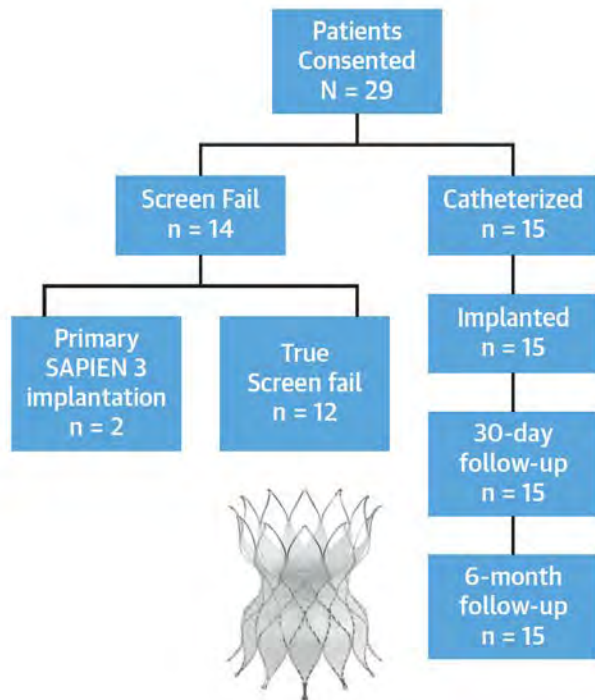 Patients
Consented
N = 29
Screen Fail
n = 14
Catheterized
n = 15
Primary
SAPIEN 3
implantation
n = 2
True
Screen fail
n = 12
Implanted
n = 15
30-day
follow-up
n = 15
6-month
follow-up
n = 15